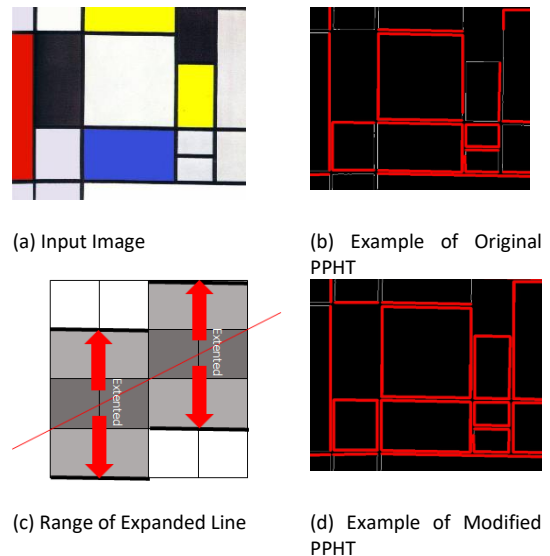 (a) Input Image
(b) Example of Original
PPHT
Extented
Extented
(c) Range of Expanded Line
(d) Example of Modified
PPHT